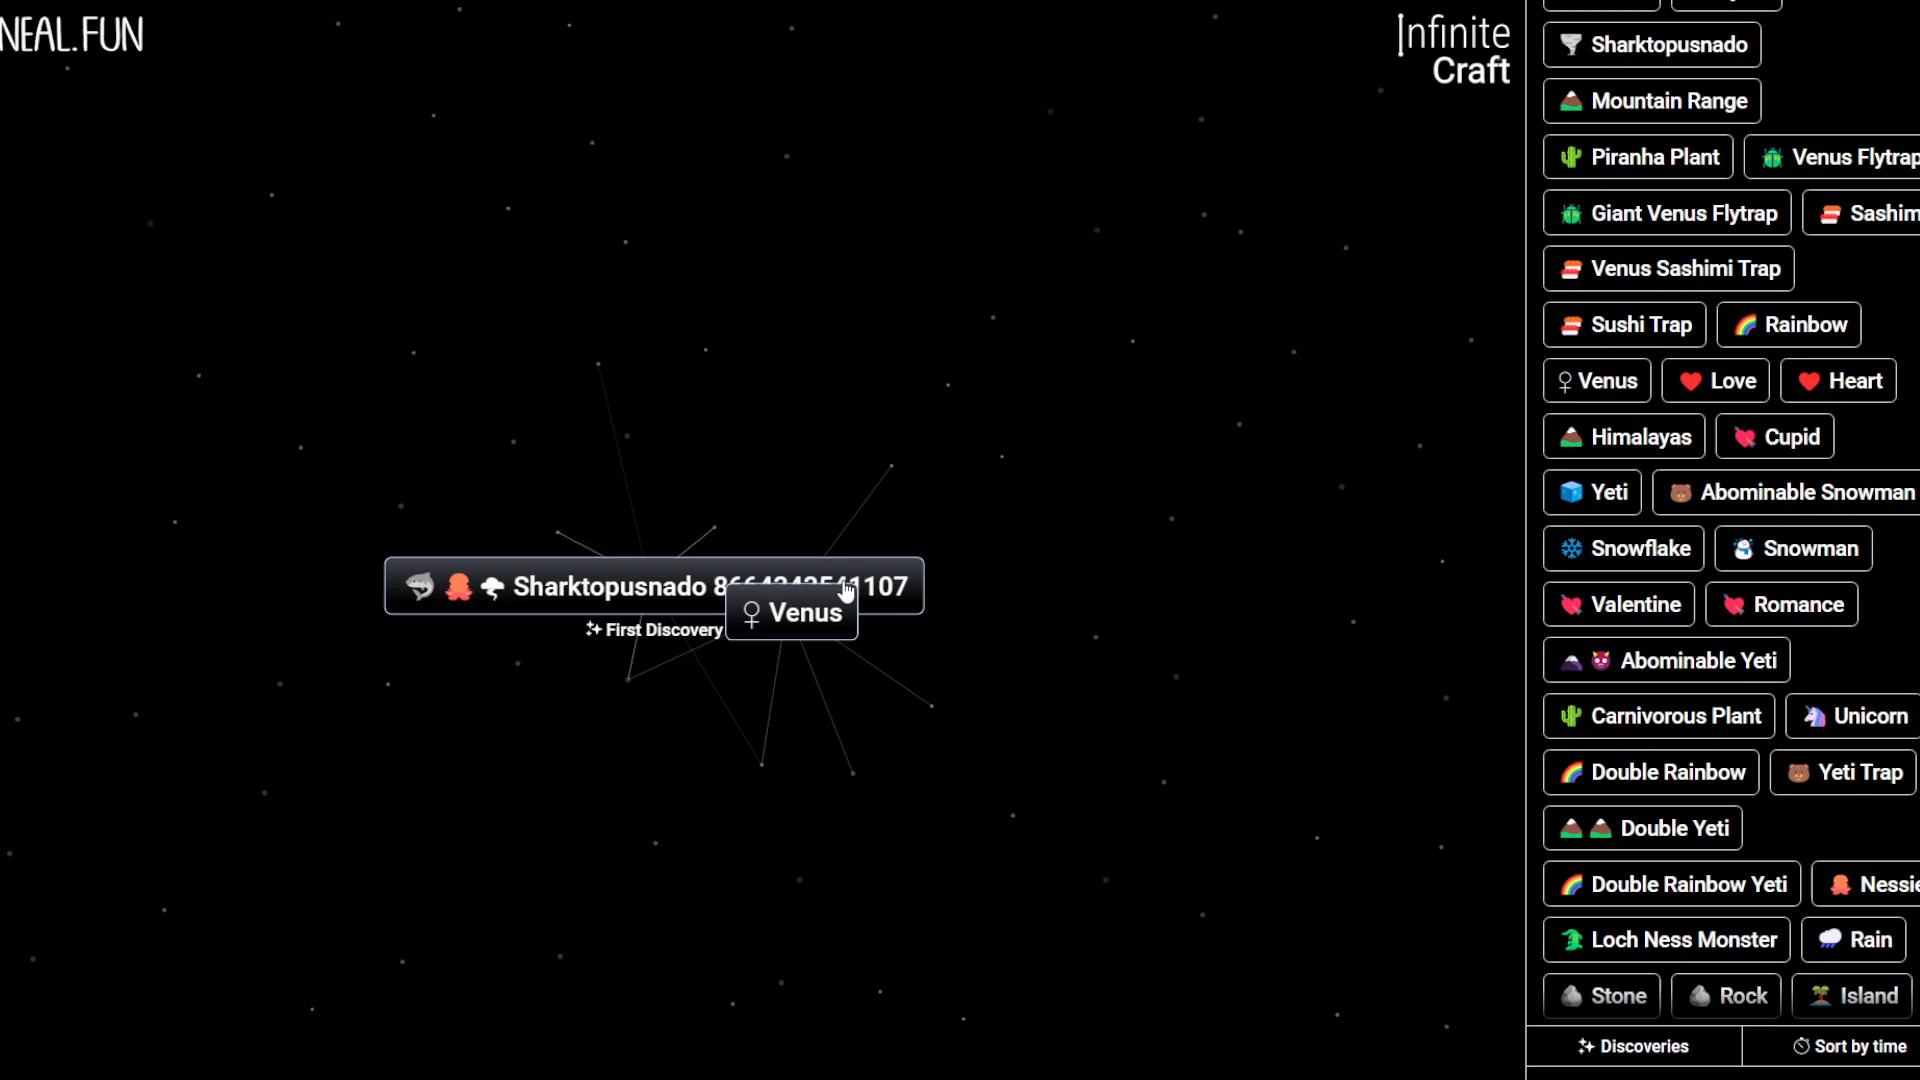 NEAL.FUN
Infinite
Craft
Sharktopusnado
Mountain Range
Piranha Plant Venus Flytrap
Giant Venus Flytrap
Venus Sashimi Trap
Sushi Trap Rainbow
Venus Love Heart
Himalayas Cupid
Yeti Abominable Snowman
Snowflake Snowman
Valentine Romance
Abominable Yeti
Carnivorous Plant Unicorn
Double Rainbow Yeti Trap
Double Yeti
Double Rainbow Yeti
Loch Ness Monster Rain
Stone Rock Island
Discoveries Sort by time
Sharktopusnado
Venus
First Discovery